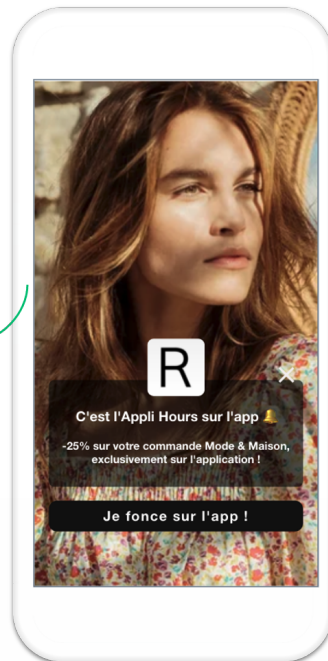 R
C'est l'Appli Hours sur l'app 🔔
-25% sur votre commande Mode & Maison,
exclusivement sur l'application !
Je fonce sur l'app !